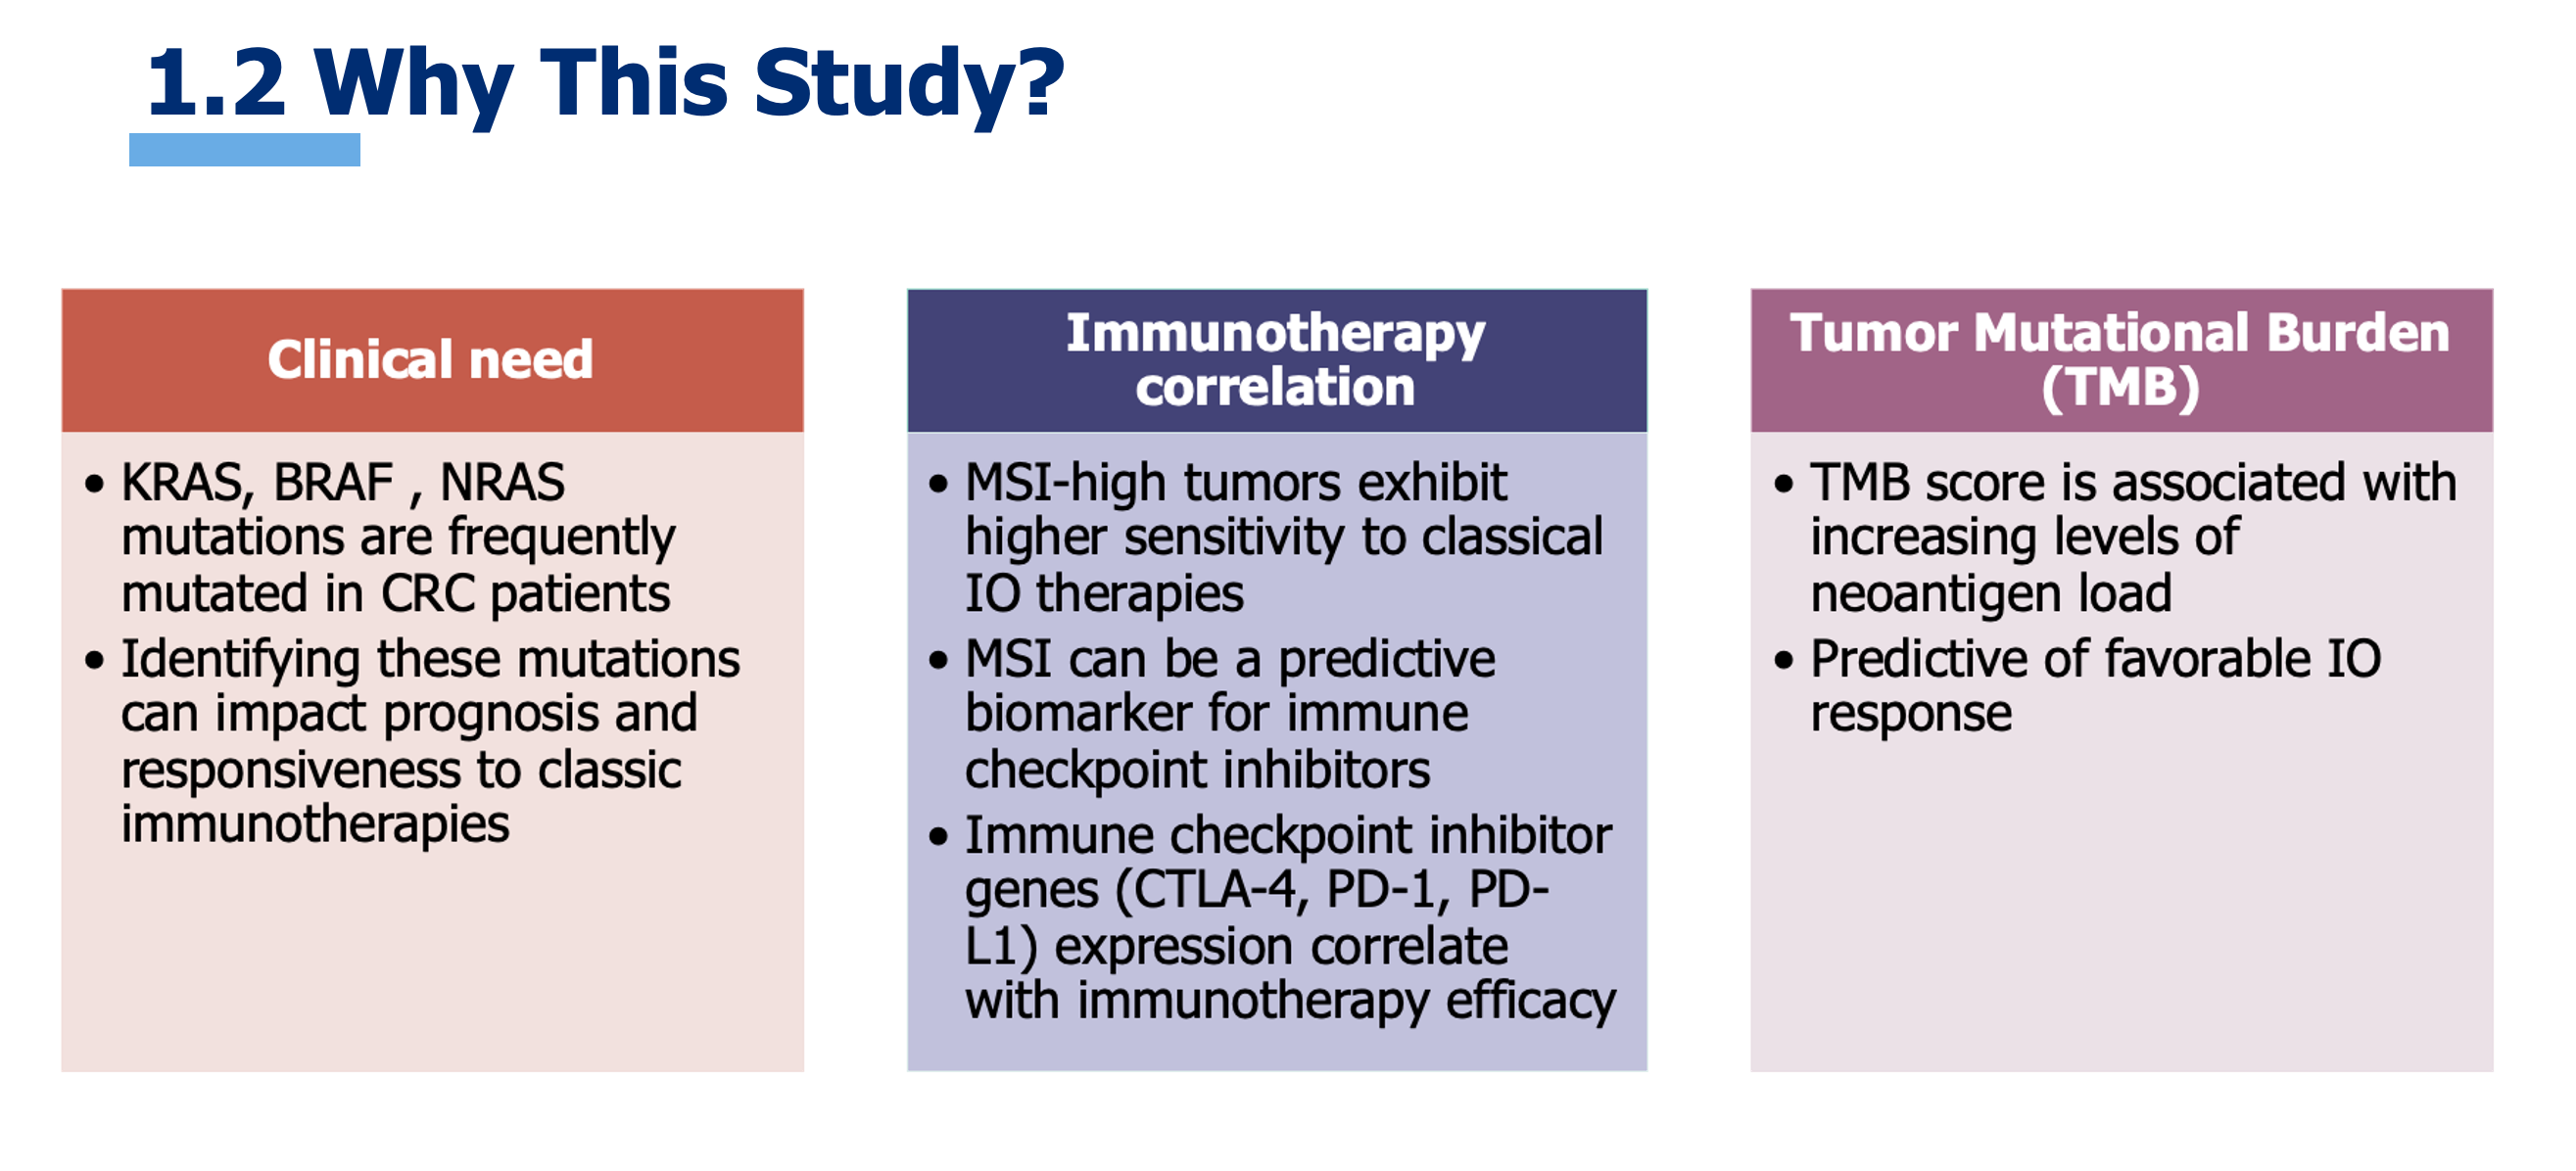 1.2 Why This Study?
Clinical need
• KRAS, BRAF , NRAS
mutations are frequently
mutated in CRC patients
• Identifying these mutations
can impact prognosis and
responsiveness to classic
immunotherapies
Immunotherapy
correlation
• MSI-high tumors exhibit
higher sensitivity to classical
IO therapies
• MSI can be a predictive
biomarker for immune
checkpoint inhibitors
• Immune checkpoint inhibitor
genes (CTLA-4, PD-1, PD-
L1) expression correlate
with immunotherapy efficacy
Tumor Mutational Burden
(TMB)
• TMB score is associated with
increasing levels of
neoantigen load
• Predictive of favorable IO
response